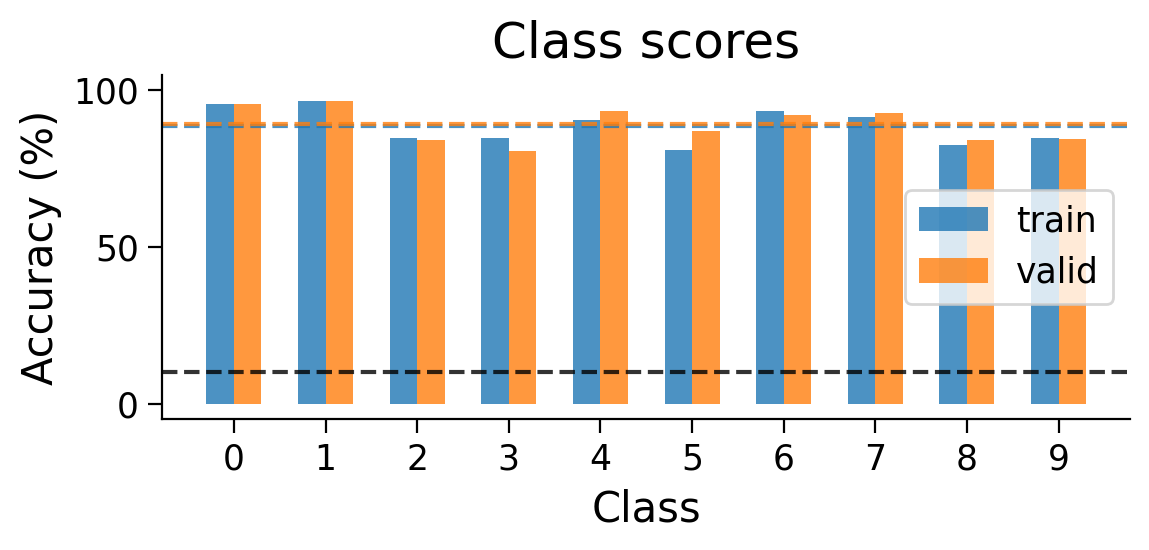 Class scores
Accuracy (%)
100
50
0
train
valid
0 1 2 3 4 5 6 7 8 9
Class